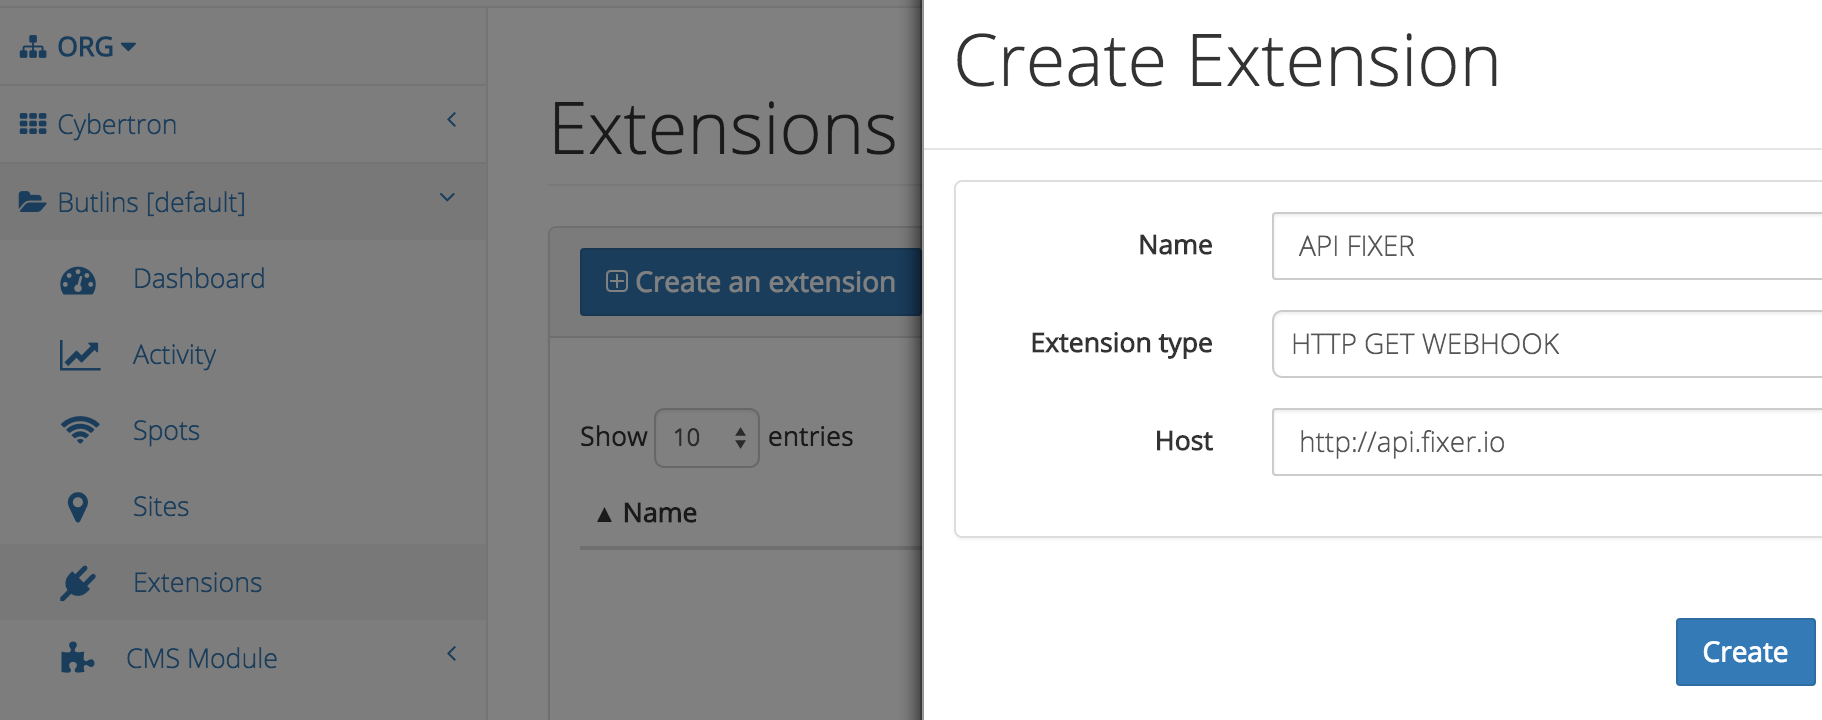 ORG
Cybertron
Butlins [default]
Dashboard
Activity
Spots
Sites
Extensions
CMS Module
Extensions
Create an extension
Show 10 entries
Name
Create Extension
Name API FIXER
Extension type HTTP GET WEBHOOK
Host http://api.fixer.io
Create